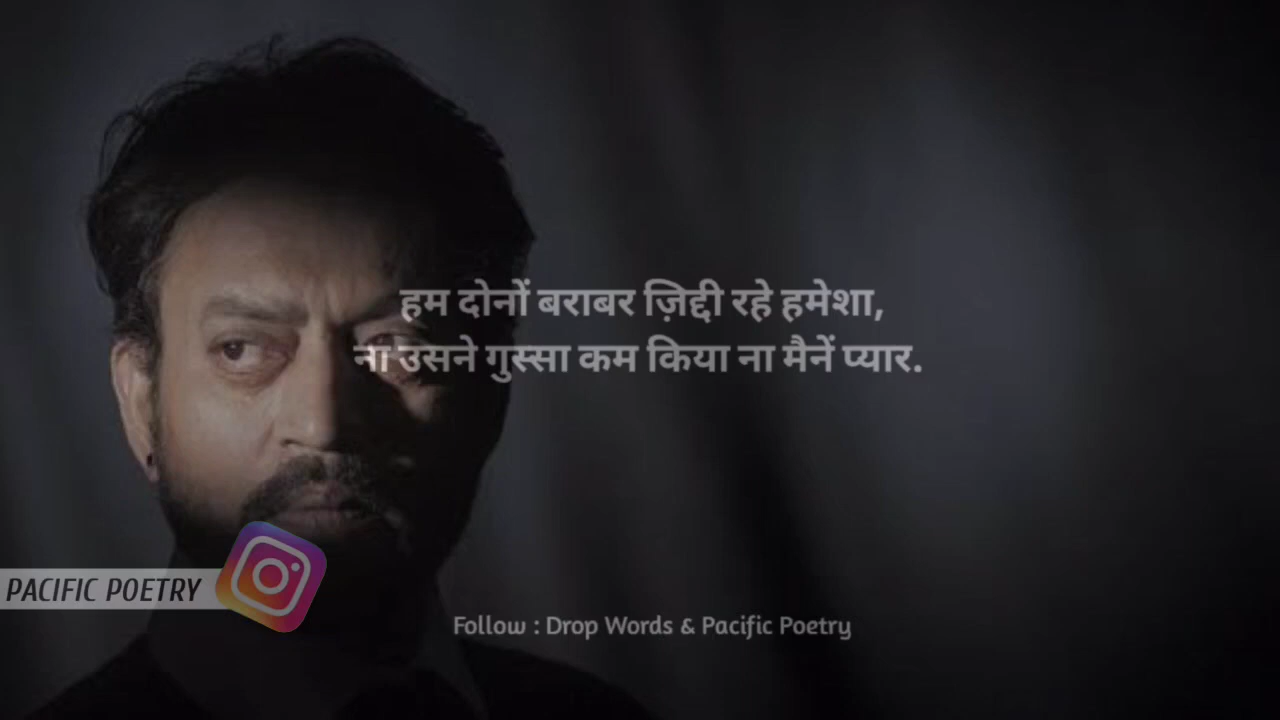 हम दोनों बराबर ज़िद्दी रहे हमेशा,
ना उसने गुस्सा कम किया ना मैनें प्यार.
PACIFIC POETRY
Follow : Drop Words & Pacific Poetry